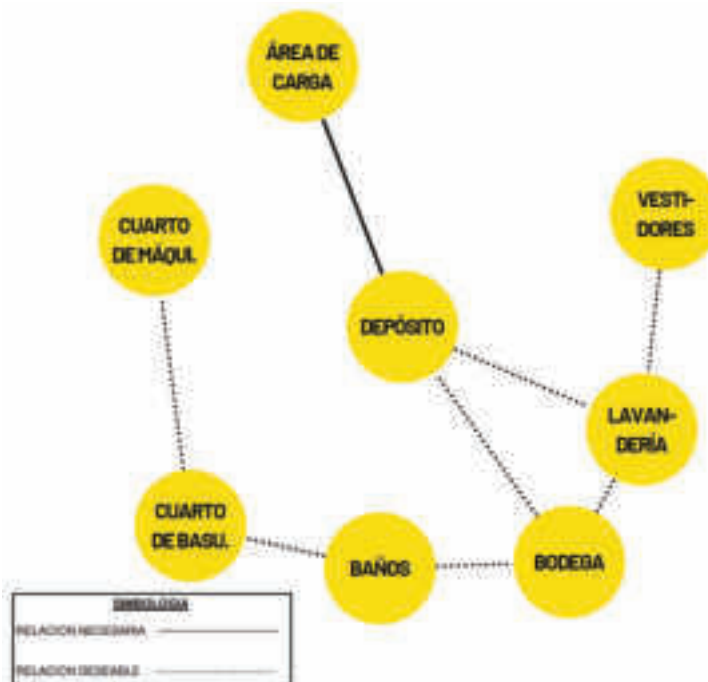 ÁREA DE
CARGA
VESTI-
DORES
CUARTO
DE MÁQUI.
DEPÓSITO
LAVAN-
DERÍA
CUARTO
DE BASU.
BAÑOS
BODEGA
SIMBOLOGIA
RELACION NECESARIA
RELACION DESEABLE